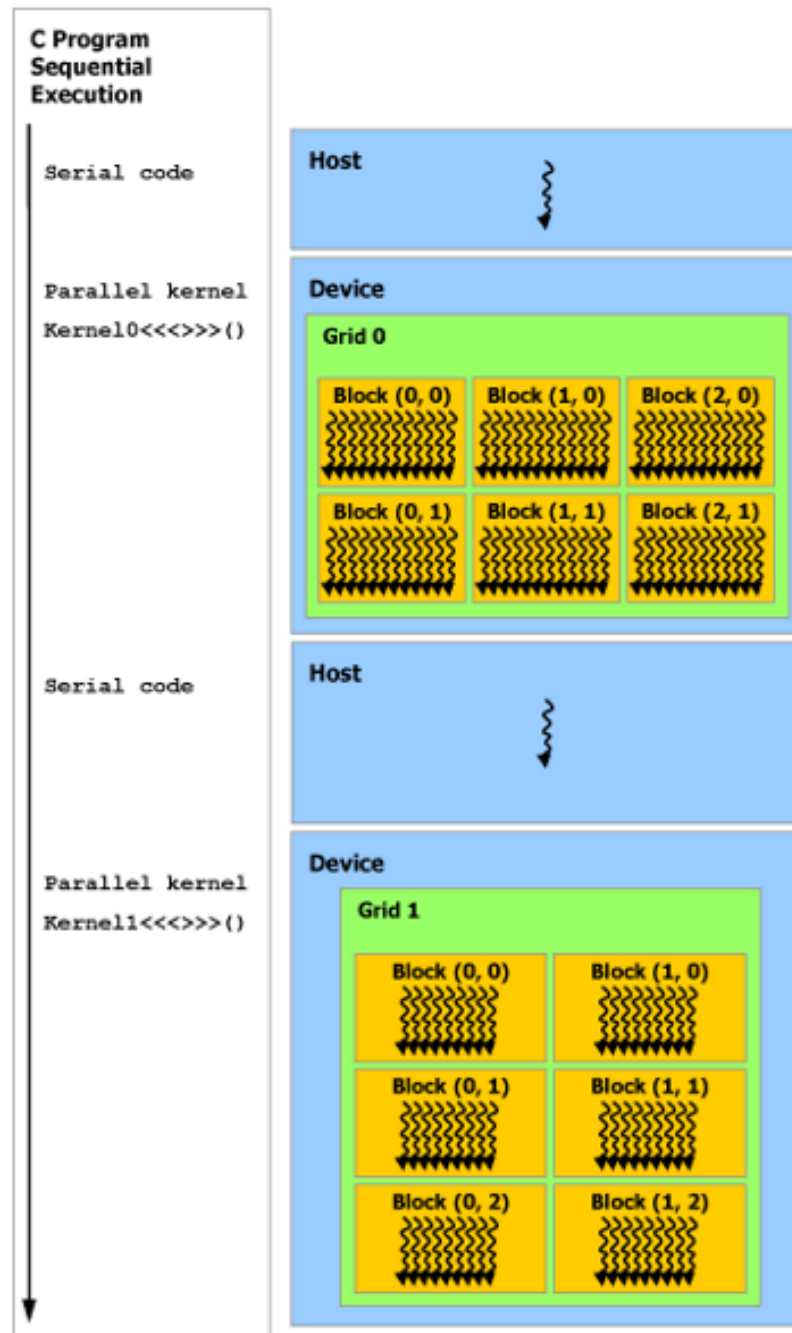 C Program
Sequential
Execution
Serial code
Host
Parallel kernel
Kernel0<<<>>>()
Device
Grid 0
Block (0, 0)
Block (1, 0)
Block (2, 0)
Block (0, 1)
Block (1, 1)
Block (2, 1)
Serial code
Host
Parallel kernel
Kernel1<<<>>>()
Device
Grid 1
Block (0, 0)
Block (1, 0)
Block (0, 1)
Block (1, 1)
Block (0, 2)
Block (1, 2)